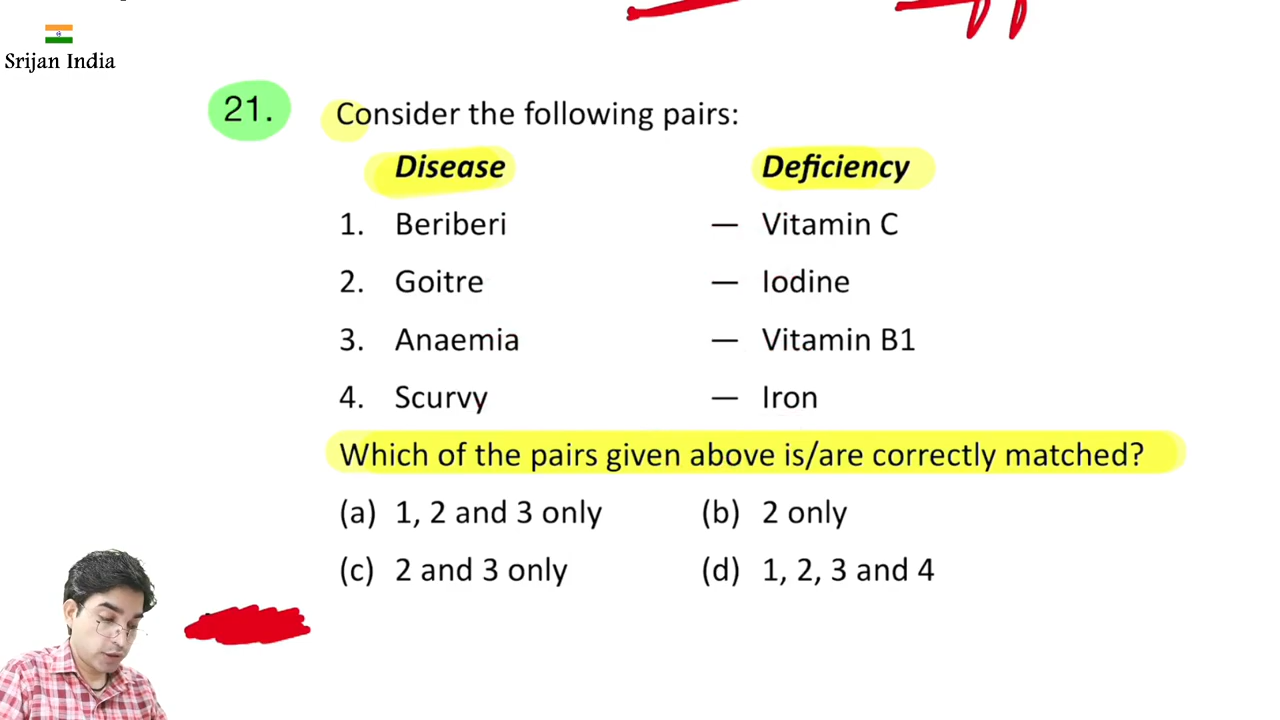 Srijan India
21. Consider the following pairs:
Disease Deficiency
1. Beriberi — Vitamin C
2. Goitre — Iodine
3. Anaemia — Vitamin B1
4. Scurvy — Iron
Which of the pairs given above is/are correctly matched?
(a) 1, 2 and 3 only (b) 2 only
(c) 2 and 3 only (d) 1, 2, 3 and 4